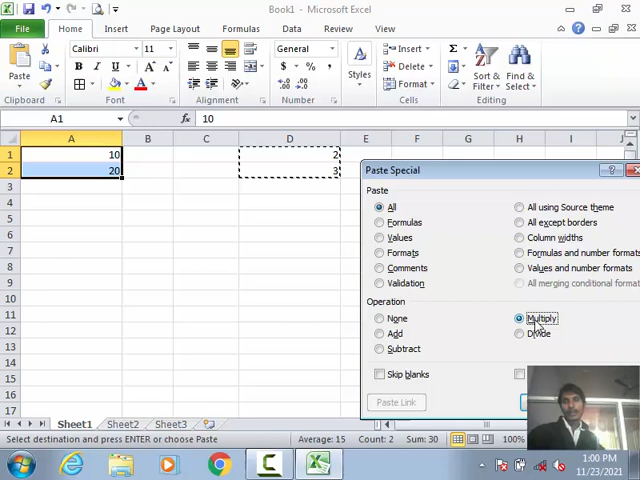 Book1 - Microsoft Excel
File Home Insert Page Layout Formulas Data Review View
Paste
Clipboard
Calibri 11
B I U
A
Font
Alignment
General
$ % ,
Number
Styles
Insert
Delete
Format
Cells
Σ
Sort & Filter
Find & Select
Editing
A1 fx 10
A B C D E F G H I J
1 10 2
2 20 3
3
4
5
6
7
8
9
10
11
12
13
14
15
16
17
Paste Special
Paste
All
All using Source theme
Formulas
All except borders
Values
Column widths
Formats
Formulas and number formats
Comments
Values and number formats
Validation
All merging conditional format
Operation
None
Multiply
Add
Divide
Subtract
Skip blanks
Paste Link
Sheet1 Sheet2 Sheet3
Select destination and press ENTER or choose Paste Average: 15 Count: 2 Sum: 30 100%
1:00 PM
11/23/2021